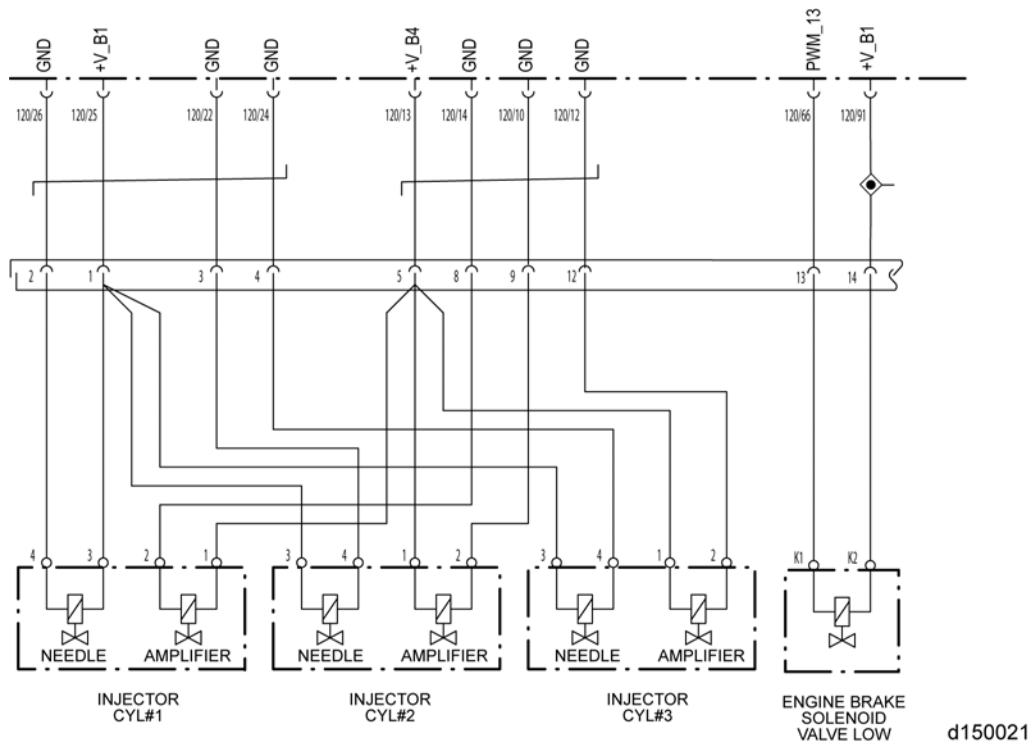 GND
+V_B1
GND
GND
+V_B4
GND
GND
GND
PWM_13
+V_B1
120/26
120/25
120/22
120/24
120/13
120/14
120/10
120/12
120/66
120/91
2
1
3
4
5
8
9
12
13
14
4
3
2
1
3
4
1
2
3
4
1
2
K1
K2
NEEDLE
AMPLIFIER
NEEDLE
AMPLIFIER
NEEDLE
AMPLIFIER
INJECTOR
CYL#1
INJECTOR
CYL#2
INJECTOR
CYL#3
ENGINE BRAKE
SOLENOID
VALVE LOW
d150021